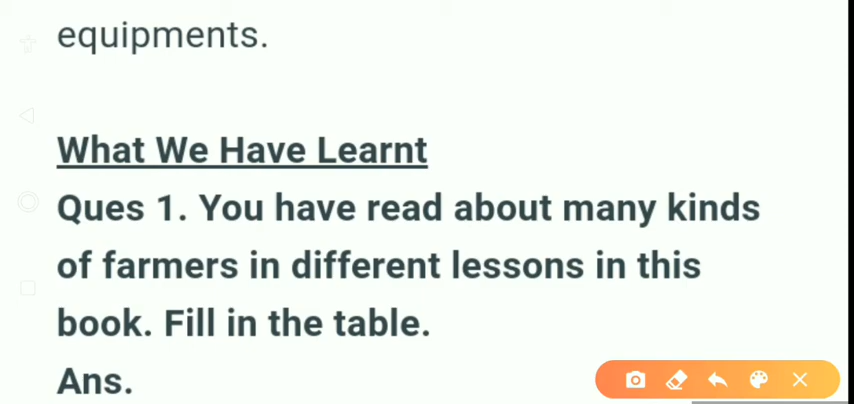 equipments.
What We Have Learnt
Ques 1. You have read about many kinds
of farmers in different lessons in this
book. Fill in the table.
Ans.